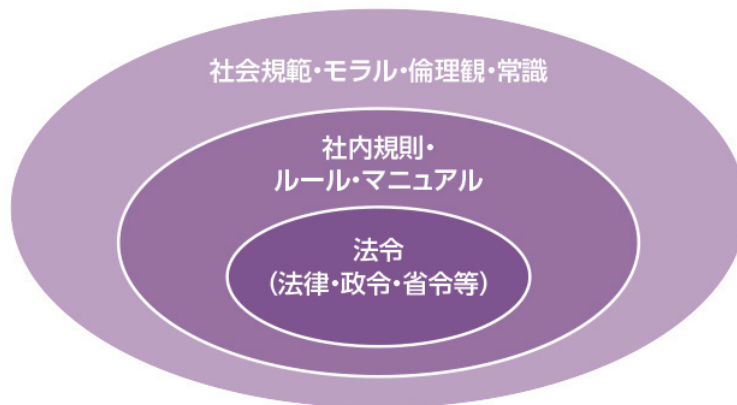 社会規範・モラル・倫理観・常識
社内規則・
ルール・マニュアル
法令
(法律・政令・省令等)